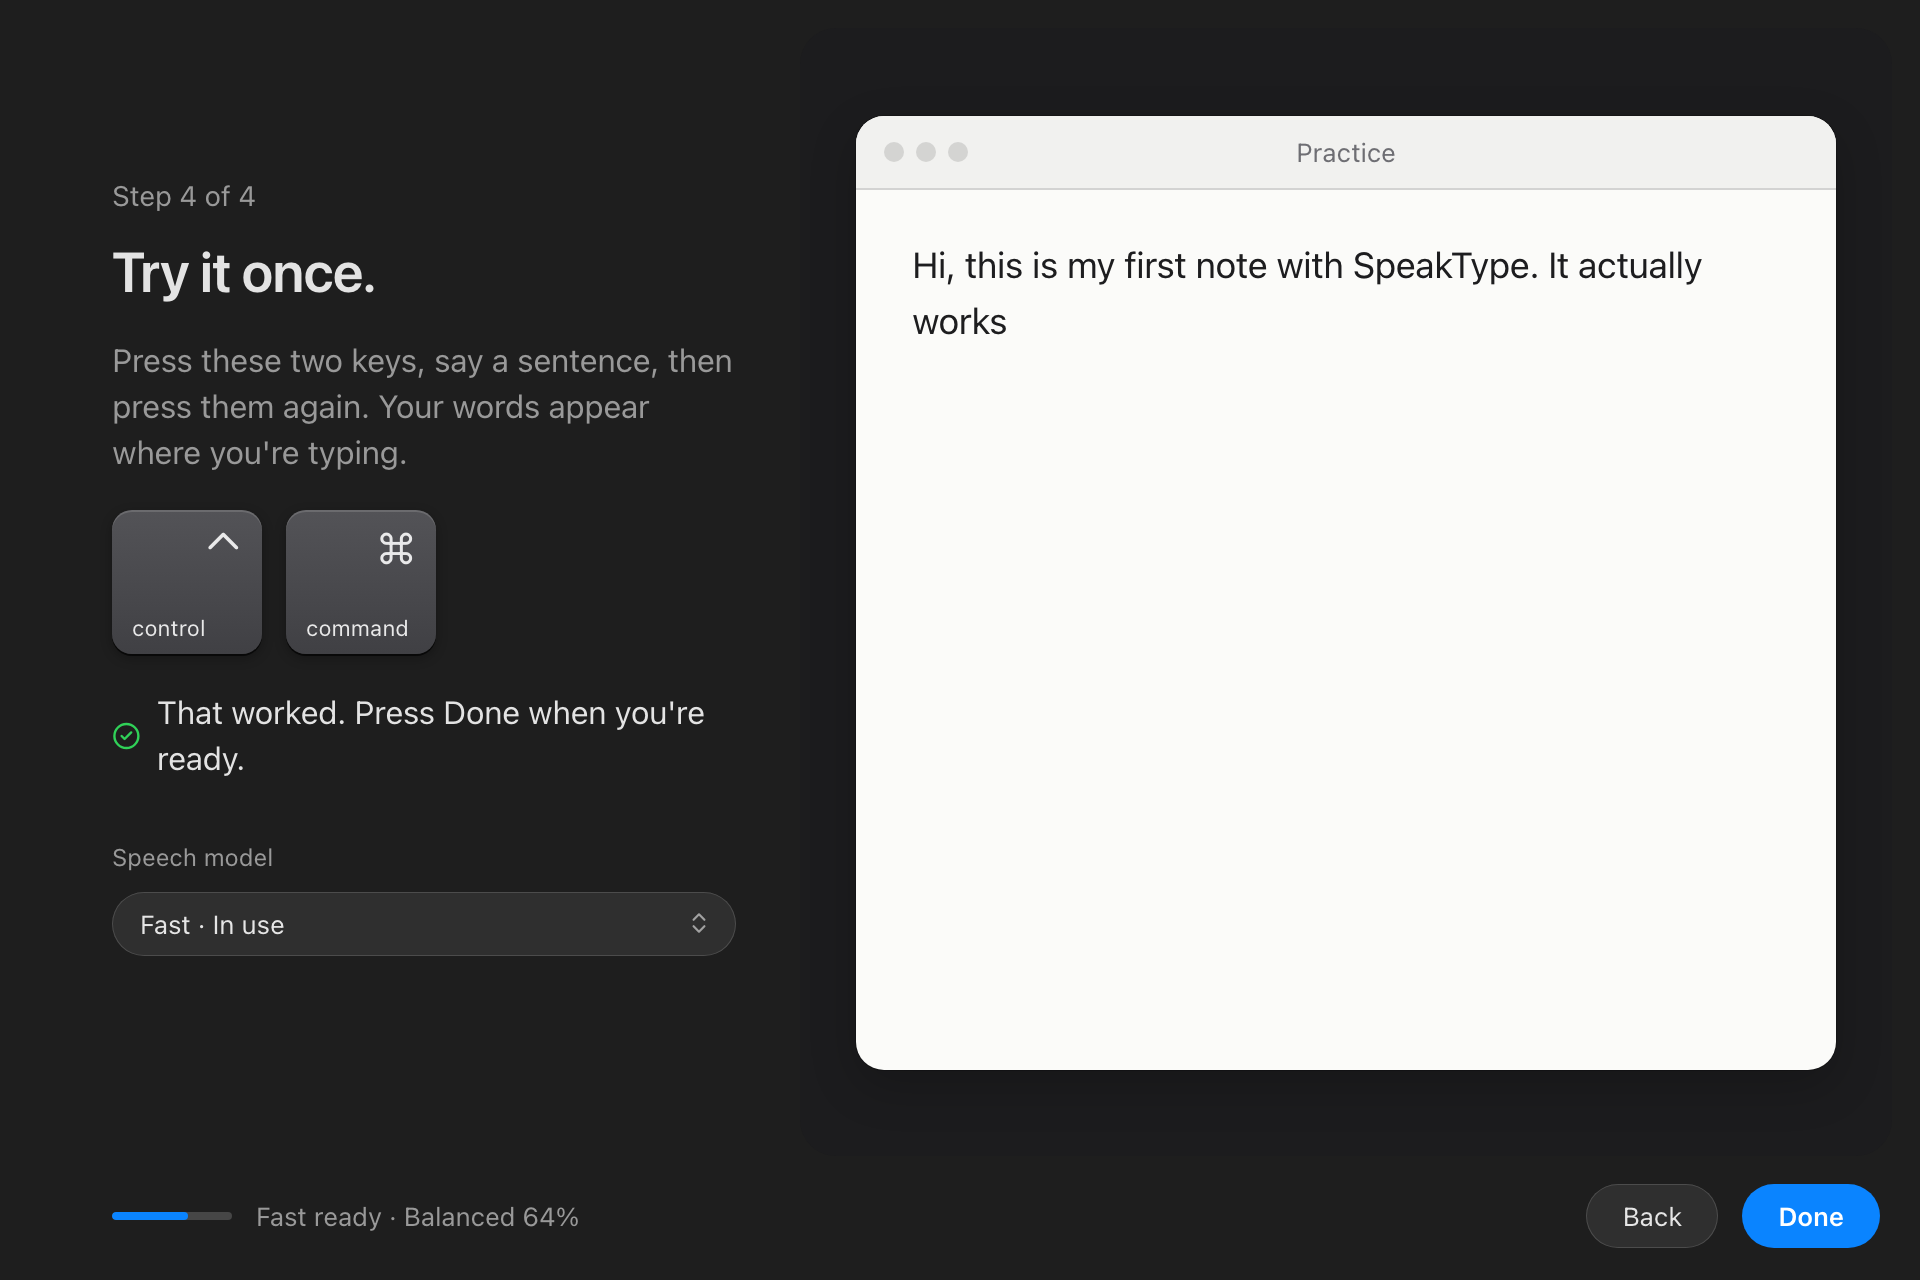 Step 4 of 4
Try it once.
Press these two keys, say a sentence, then
press them again. Your words appear
where you're typing.
⌘
control
command
That worked. Press Done when you're
ready.
Speech model
Fast · In use
Fast ready · Balanced 64%
Practice
Hi, this is my first note with SpeakType. It actually
works
Back
Done